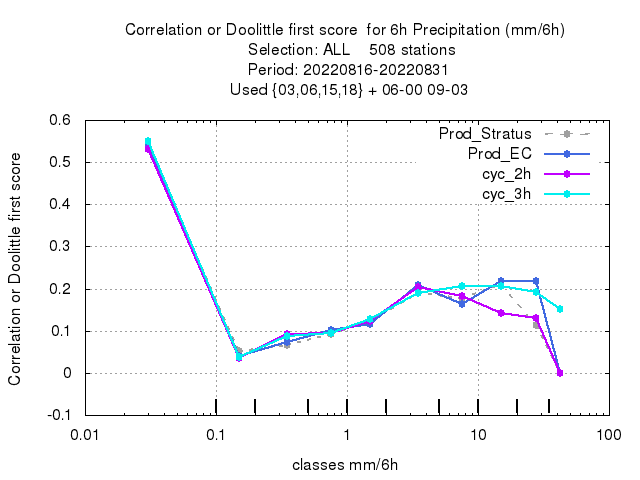 Correlation or Doolittle first score  for 6h Precipitation (mm/6h)
Selection: ALL    508 stations
Period: 20220816-20220831
Used {03,06,15,18} + 06-00 09-03
Correlation or Doolittle first score
0.6
0.5
0.4
0.3
0.2
0.1
0
-0.1
Prod_Stratus
Prod_EC
cyc_2h
cyc_3h
0.01
0.1
1
10
100
classes mm/6h